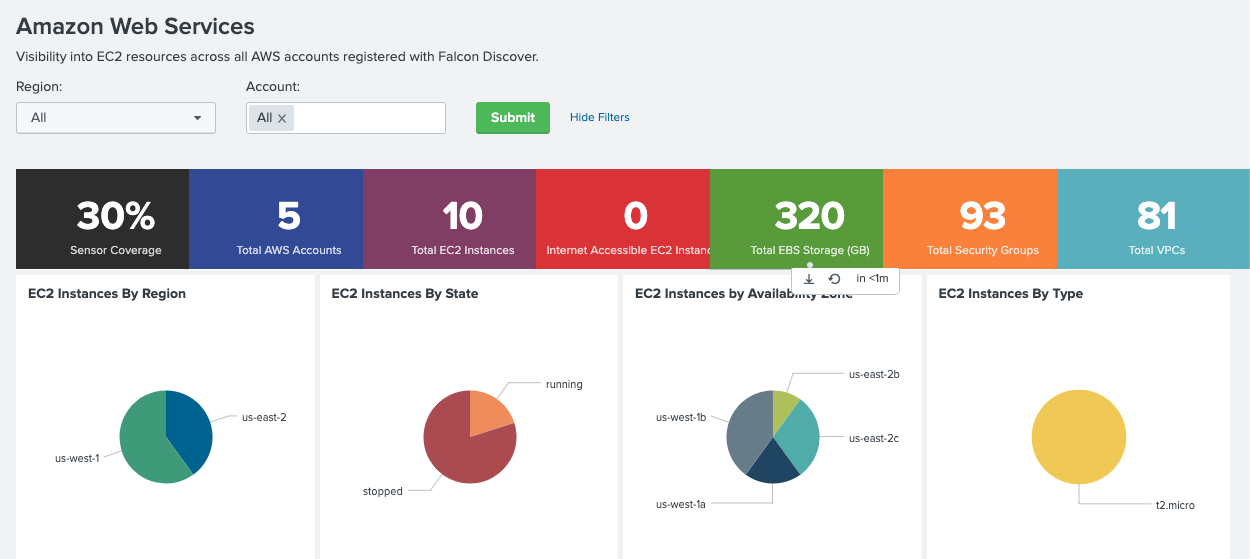 Amazon Web Services
Visibility into EC2 resources across all AWS accounts registered with Falcon Discover.
Region:
Account:
All
All
Submit
Hide Filters
30%
Sensor Coverage
5
Total AWS Accounts
10
Total EC2 Instances
0
Internet Accessible EC2 Instanc
320
Total EBS Storage (GB)
93
Total Security Groups
81
Total VPCs
in <1m
EC2 Instances By Region
us-east-2
us-west-1
EC2 Instances By State
running
stopped
EC2 Instances by Availability Zone
us-east-2b
us-west-1b
us-east-2c
us-west-1a
EC2 Instances By Type
t2.micro